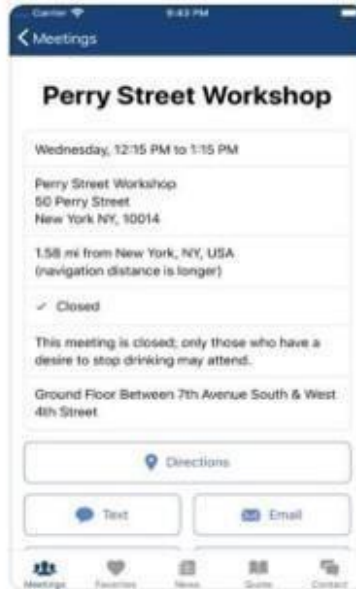 Carrier 9:43 PM
Meetings
Perry Street Workshop
Wednesday, 12:15 PM to 1:15 PM
Perry Street Workshop
50 Perry Street
New York NY, 10014
1.58 mi from New York, NY, USA
(navigation distance is longer)
✓ Closed
This meeting is closed; only those who have a
desire to stop drinking may attend.
Ground Floor Between 7th Avenue South & West
4th Street
Directions
Text Email
Meetings Favorites News Quote Contact